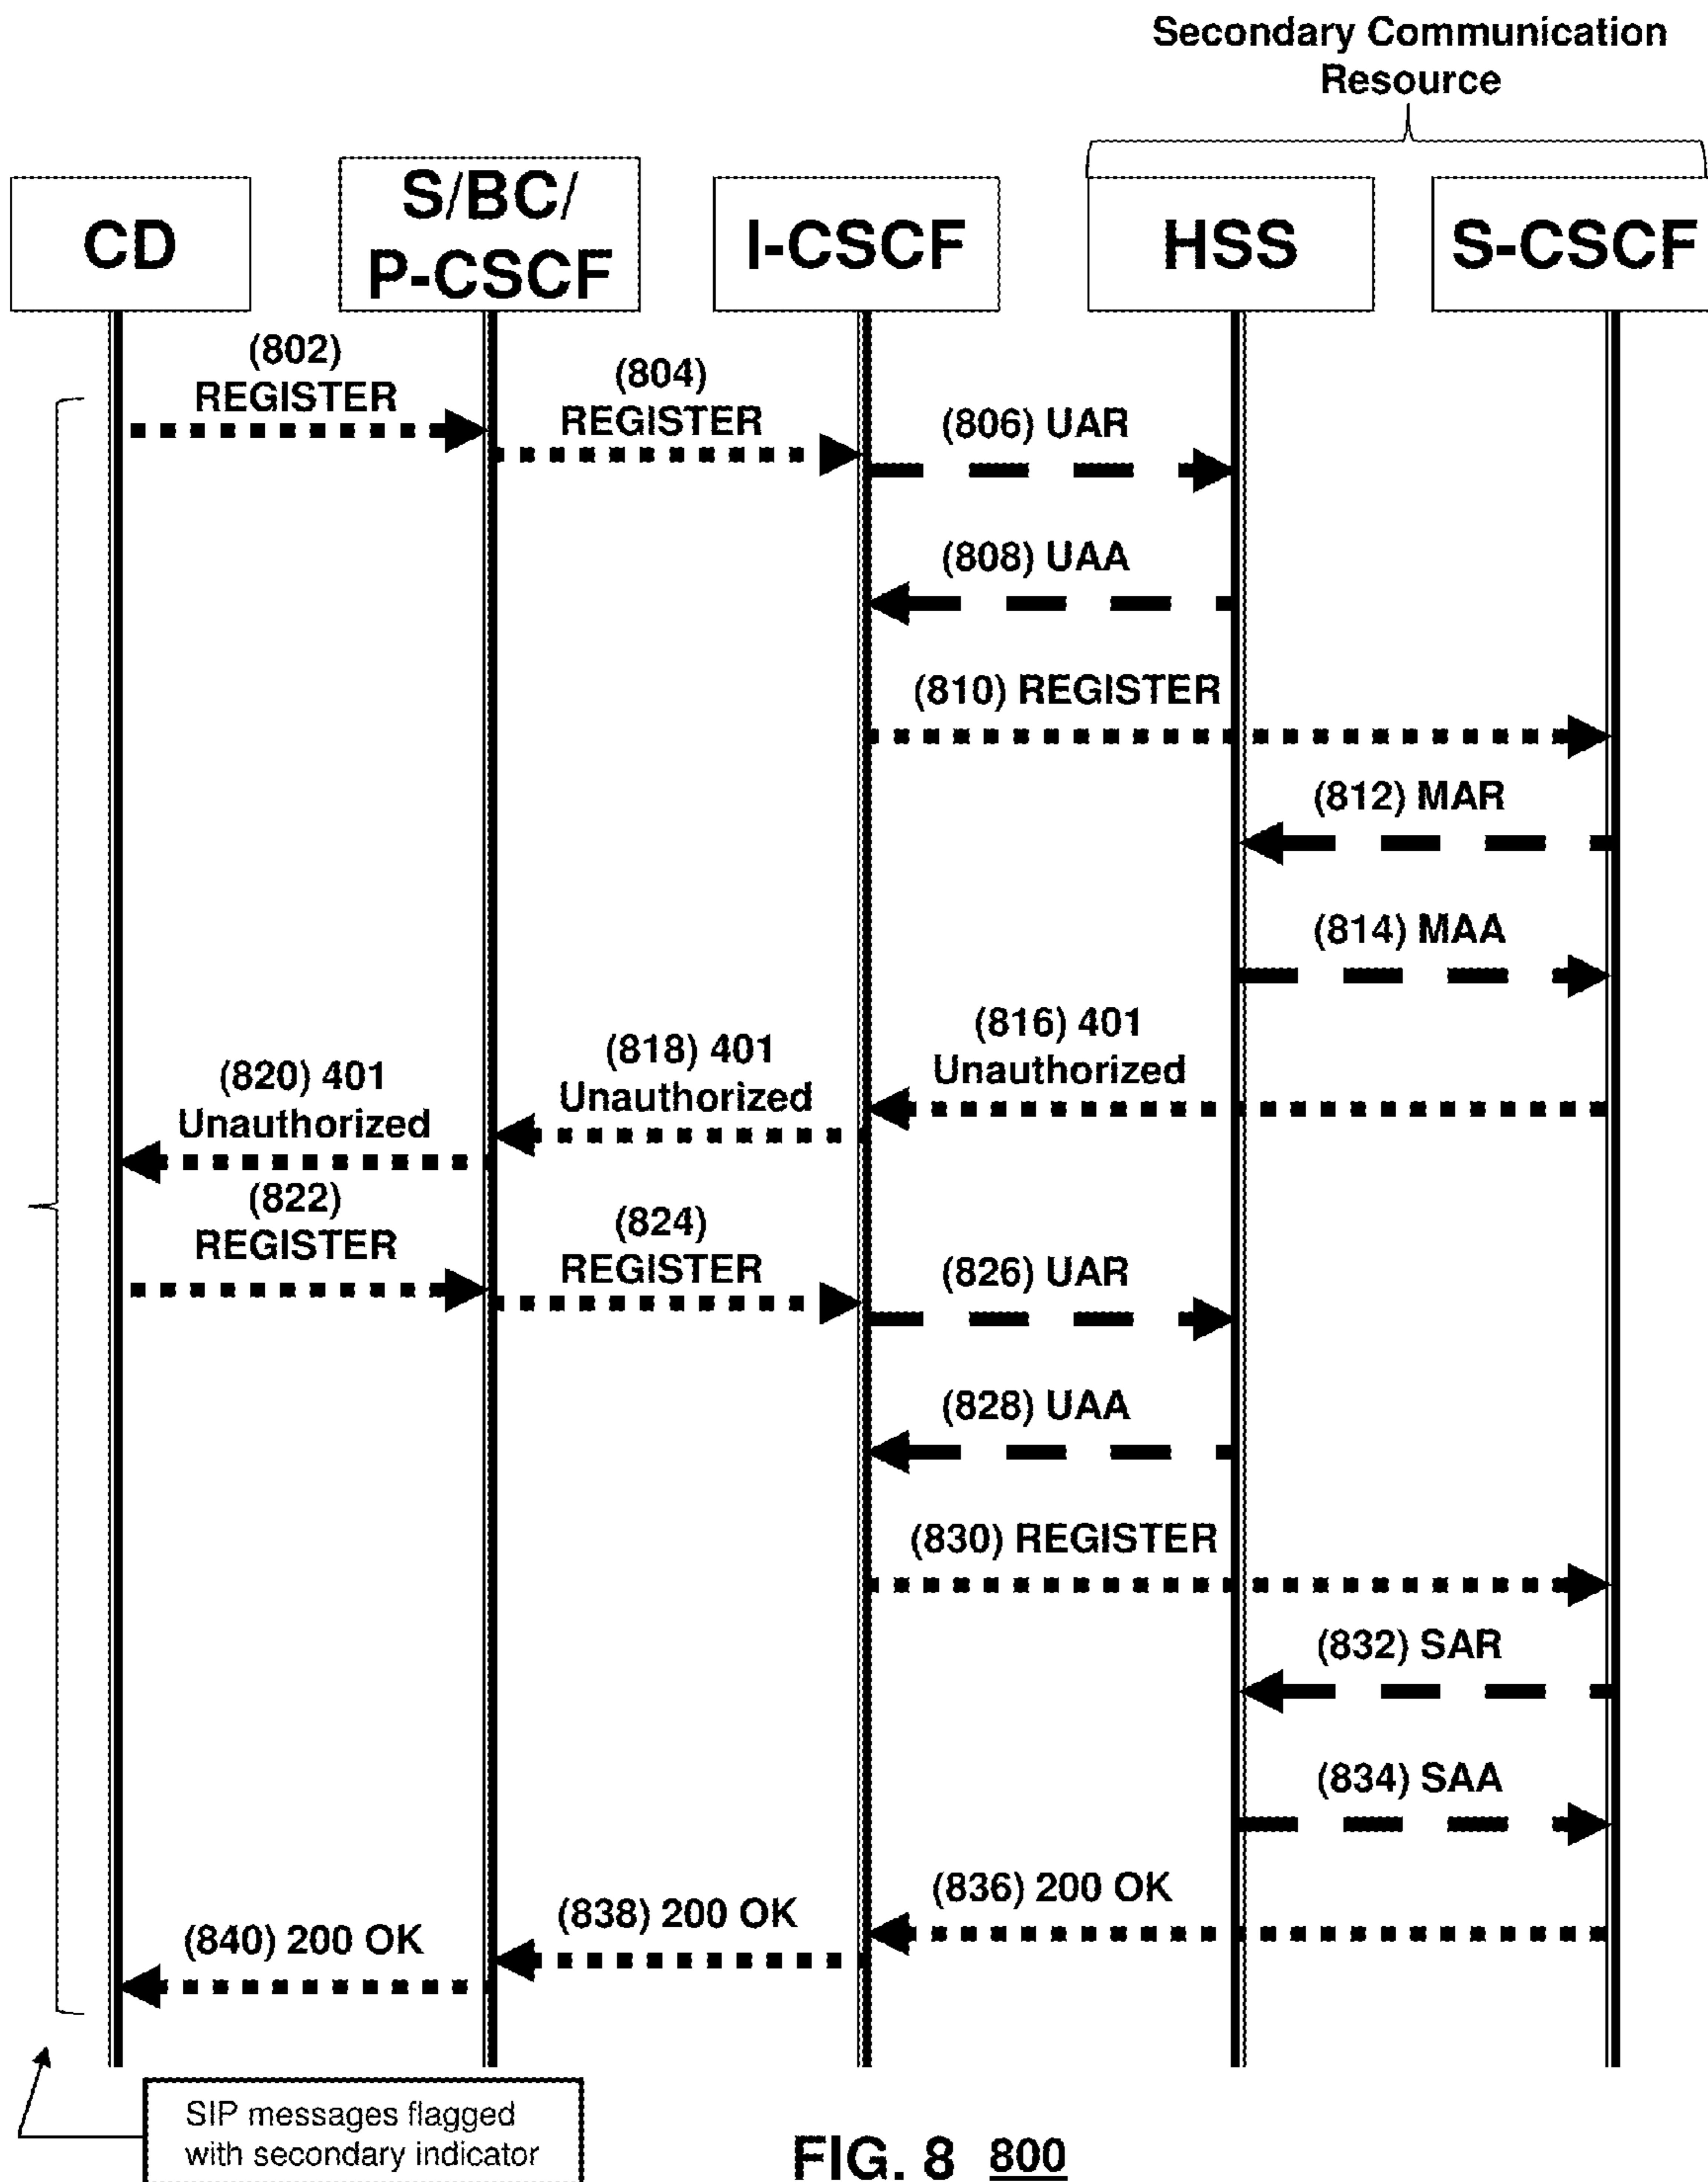 Secondary Communication
Resource
CD
S/BC/
P-CSCF
I-CSCF
HSS
S-CSCF
(802)
REGISTER
(804)
REGISTER
(806) UAR
(808) UAA
(810) REGISTER
(812) MAR
(814) MAA
(816) 401
Unauthorized
(818) 401
Unauthorized
(820) 401
Unauthorized
(822)
REGISTER
(824)
REGISTER
(826) UAR
(828) UAA
(830) REGISTER
(832) SAR
(834) SAA
(836) 200 OK
(838) 200 OK
(840) 200 OK
SIP messages flagged
with secondary indicator
FIG. 8 800